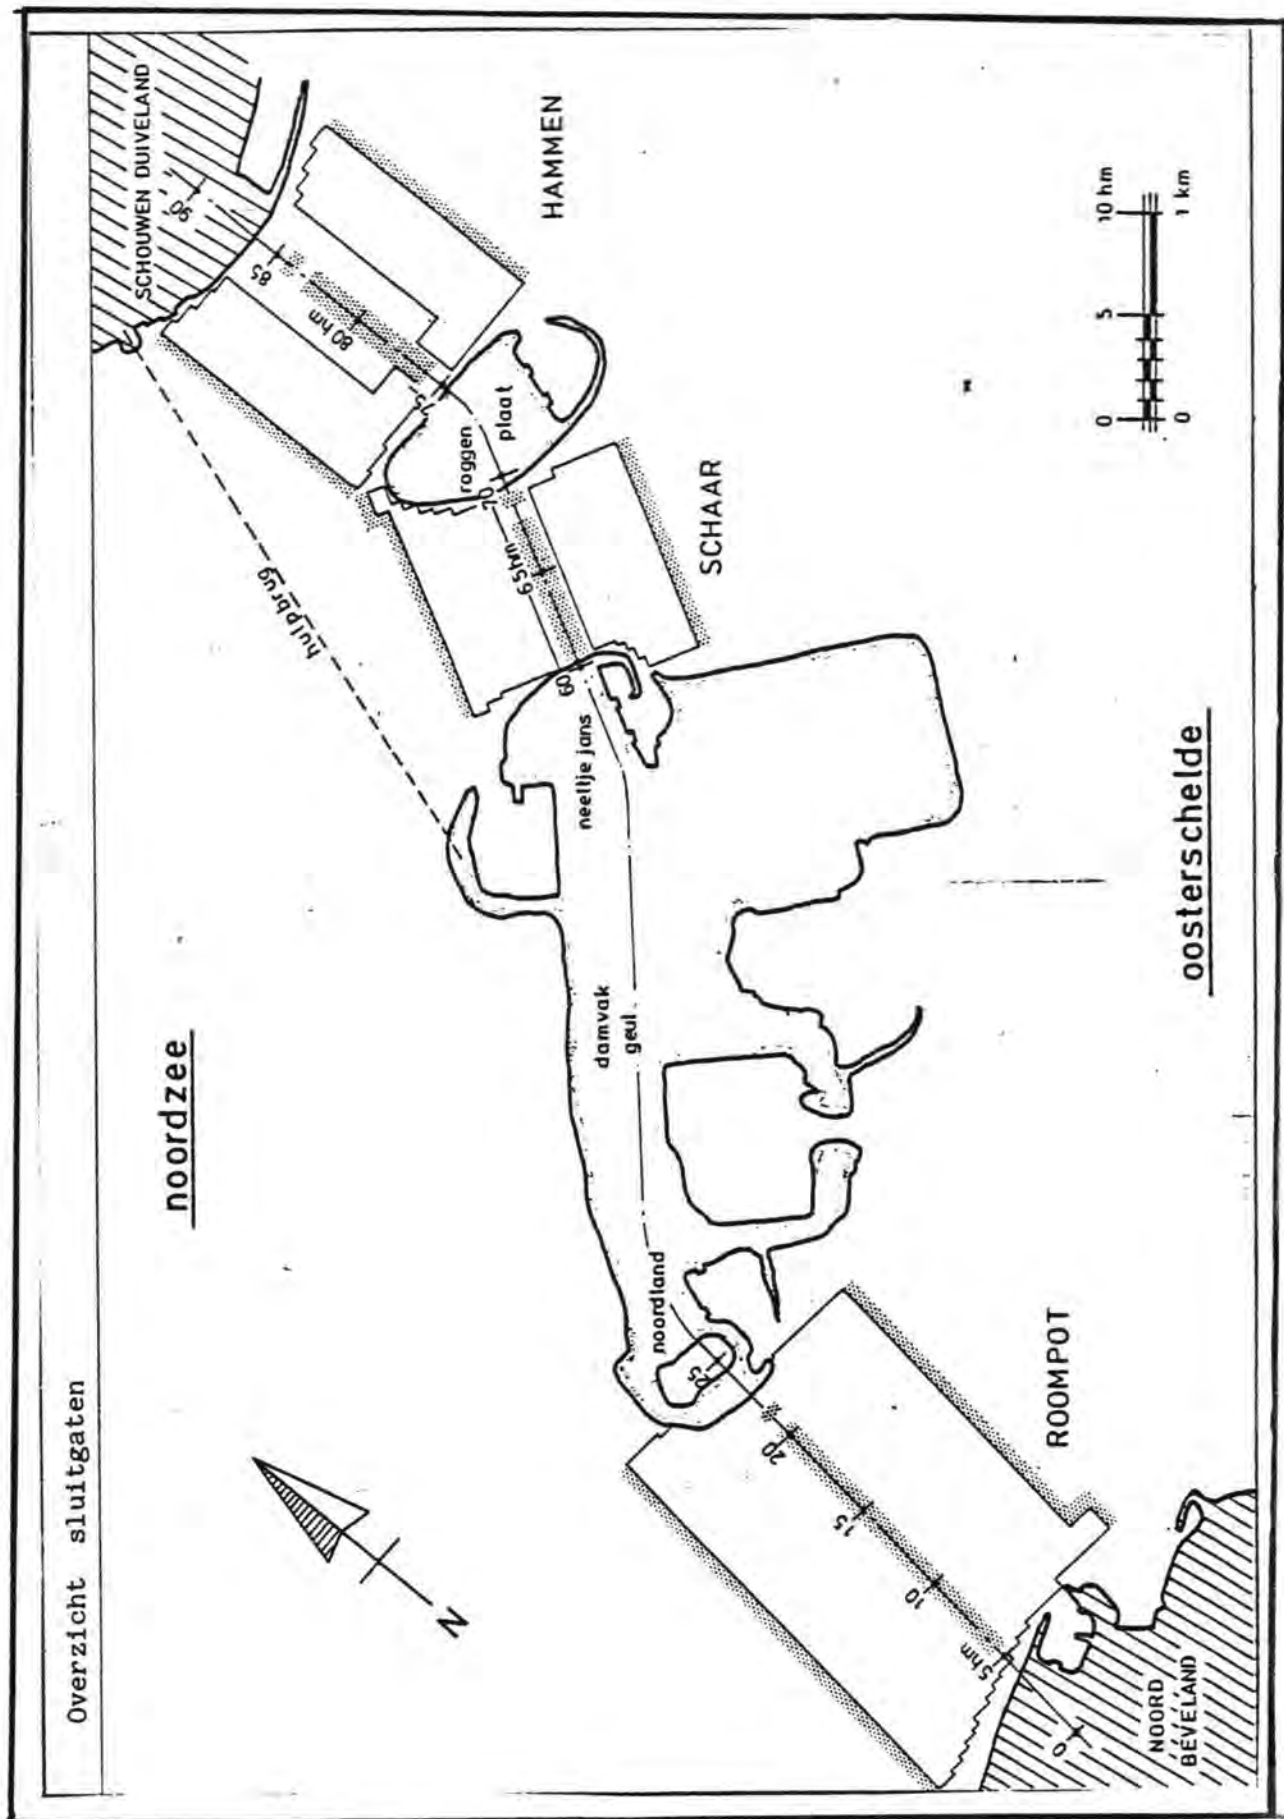 Overzicht sluitgaten
noordzee
N
SCHOUWEN DUIVELAND
hulpbrug
90
85
80 hm
75
HAMMEN
roggen
plaat
70
65hm
60
SCHAAR
neeltje jans
damvak
geul
noordland
25
20
15
10
5hm
0
ROOMPOT
NOORD
BEVELAND
oosterschelde
0 5 10 hm
0 1 km